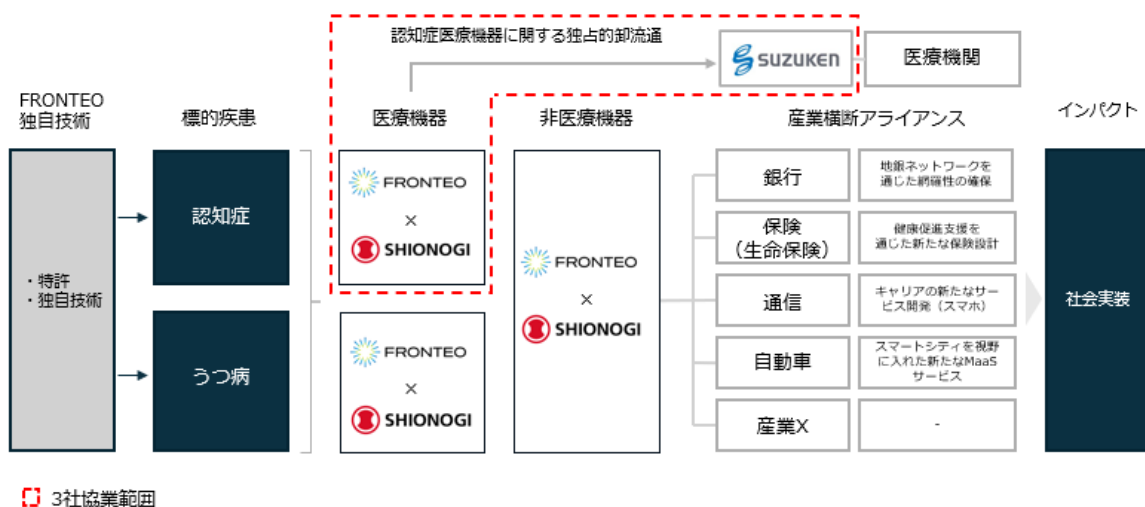 認知症医療機器に関する独占的卸流通
SUZUKEN
医療機関
FRONTEO
独自技術
標的疾患
医療機器
非医療機器
産業横断アライアンス
インパクト
・特許
・独自技術
認知症
うつ病
FRONTEO
×
SHIONOGI
FRONTEO
×
SHIONOGI
FRONTEO
×
SHIONOGI
銀行
地銀ネットワークを
通じた網羅性の確保
保険
（生命保険）
健康促進支援を
通じた新たな保険設計
通信
キャリアの新たなサー
ビス開発（スマホ）
自動車
スマートシティを視野
に入れた新たなMaaS
サービス
産業X
-
社会実装
3社協業範囲